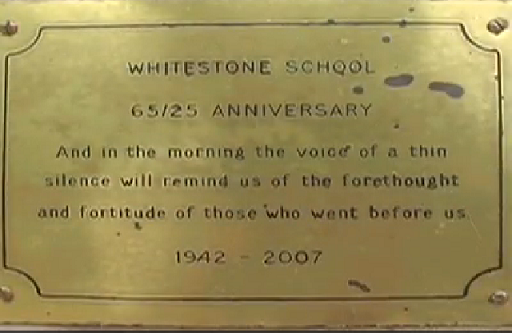 WHITESTONE SCHOOL
65/25 ANNIVERSARY
And in the morning the voice of a thin
silence will remind us of the forethought
and fortitude of those who went before us
1942 - 2007